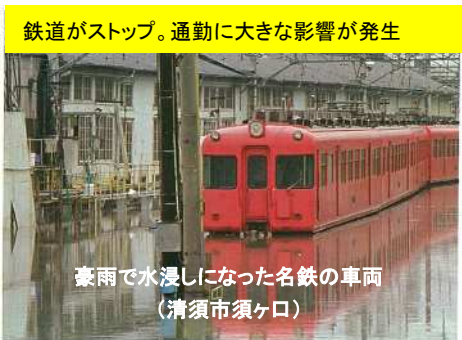 鉄道がストップ。通勤に大きな影響が発生
豪雨で水浸しになった名鉄の車両
（清須市須ヶ口）